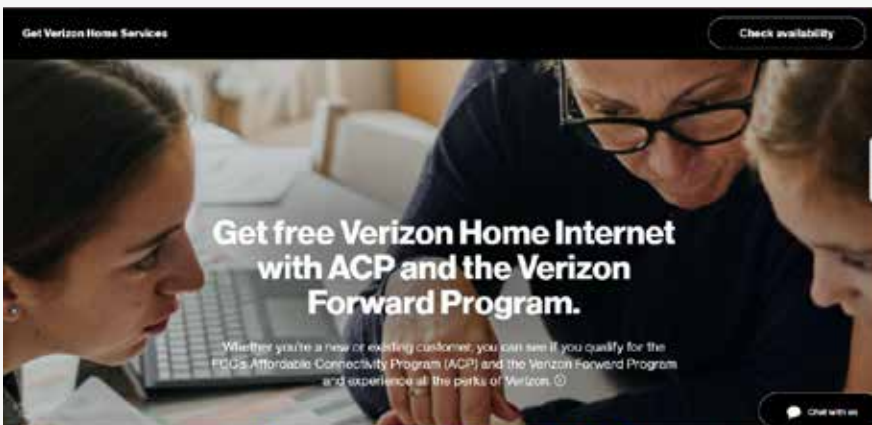 Get Verizon Home Services
Check availability
Get free Verizon Home Internet
with ACP and the Verizon
Forward Program.
Whether you're a new or existing customer, you can see if you qualify for the
FCC's Affordable Connectivity Program (ACP) and the Verizon Forward Program
and experience all the perks of Verizon.
Chat with us